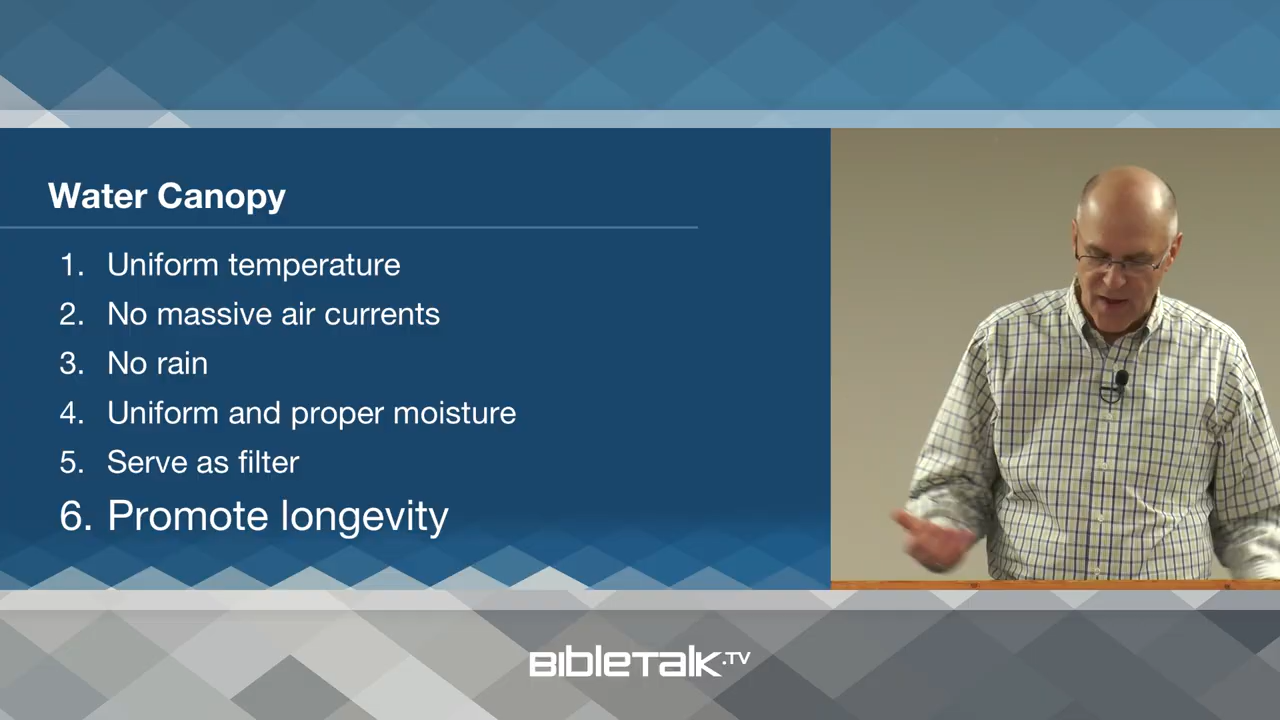 Water Canopy
1. Uniform temperature
2. No massive air currents
3. No rain
4. Uniform and proper moisture
5. Serve as filter
6. Promote longevity
BIBLETALK.TV